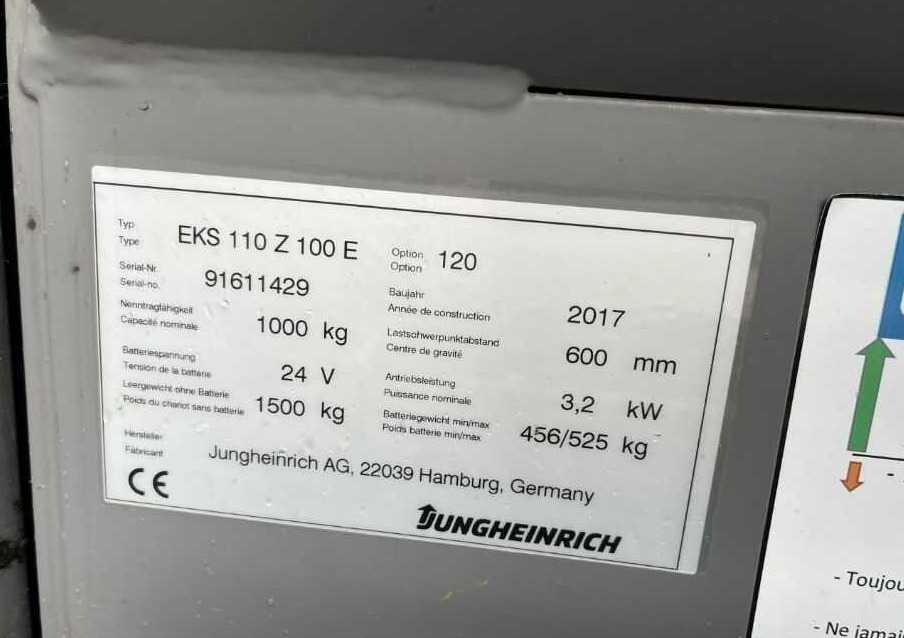 Typ
Type
EKS 110 Z 100 E
Option
Option
120
Serial-Nr.
Serial-no.
91611429
Baujahr
Année de construction
2017
Nenntragfähigkeit
Capacité nominale
1000 kg
Lastschwerpunktabstand
Centre de gravité
600 mm
Batteriespannung
Tension de la batterie
24 V
Antriebsleistung
Puissance nominale
3,2 kW
Leergewicht ohne Batterie
Poids du chariot sans batterie
1500 kg
Batteriegewicht min/max
Poids batterie min/max
456/525 kg
Hersteller
Fabricant
Jungheinrich AG, 22039 Hamburg, Germany
CE
JUNGHEINRICH
-
- Toujou
- Ne jamai